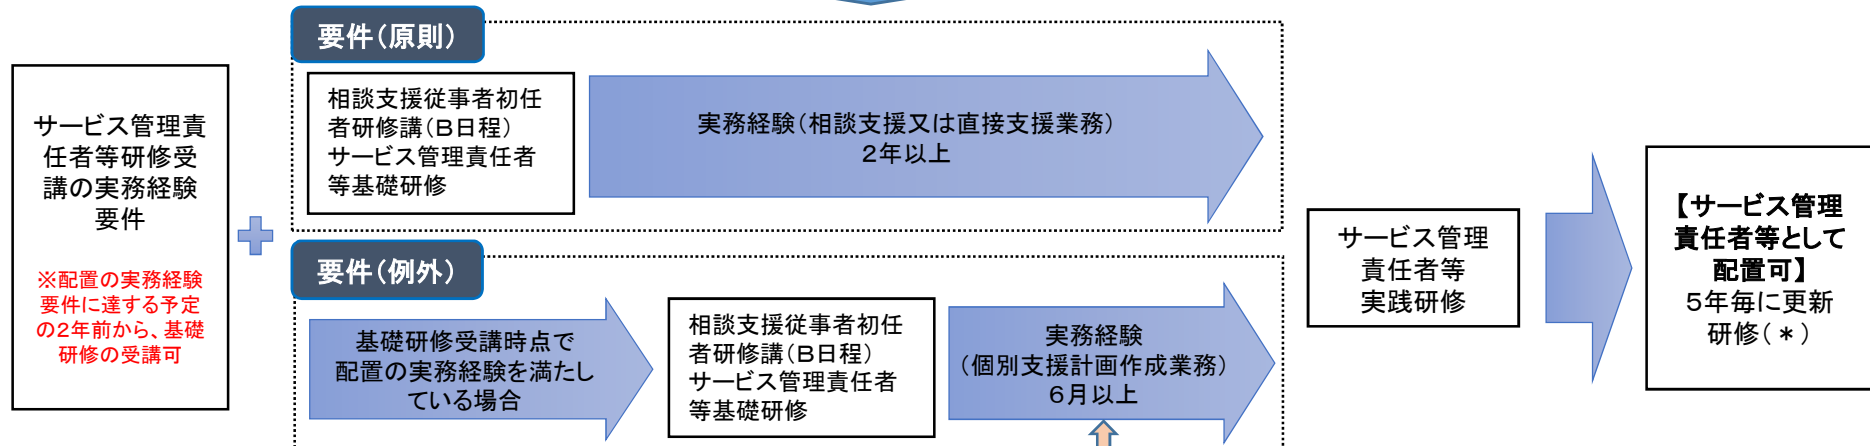 サービス管理責
任者等研修受
講の実務経験
要件
※配置の実務経験
要件に達する予定
の2年前から、基礎
研修の受講可
要件(原則)
相談支援従事者初任
者研修講(B日程)
サービス管理責任者
等基礎研修
実務経験(相談支援又は直接支援業務)
2年以上
要件(例外)
基礎研修受講時点で
配置の実務経験を満たし
ている場合
相談支援従事者初任
者研修講(B日程)
サービス管理責任者
等基礎研修
実務経験
(個別支援計画作成業務)
6月以上
サービス管理
責任者等
実践研修
【サービス管理
責任者等として
配置可】
5年毎に更新
研修(*)